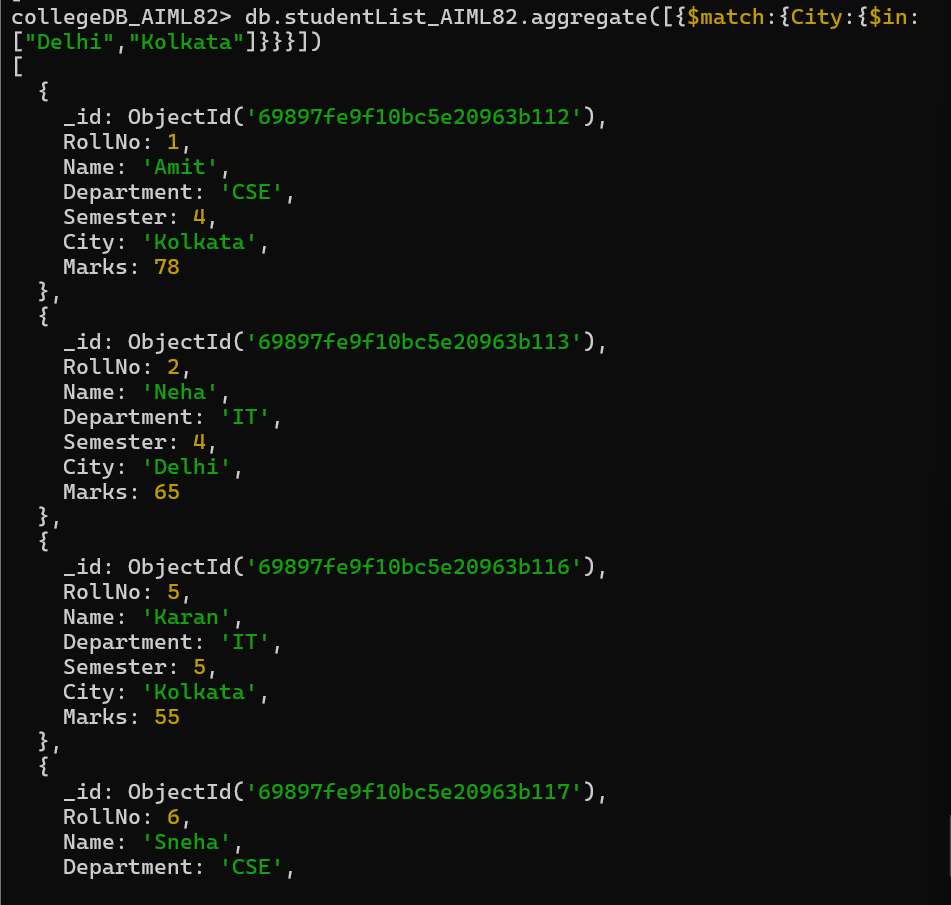 collegeDB_AIML82> db.studentList_AIML82.aggregate([{$match:{City:{$in:
["Delhi","Kolkata"]}}}])
[
  {
    _id: ObjectId('69897fe9f10bc5e20963b112'),
    RollNo: 1,
    Name: 'Amit',
    Department: 'CSE',
    Semester: 4,
    City: 'Kolkata',
    Marks: 78
  },
  {
    _id: ObjectId('69897fe9f10bc5e20963b113'),
    RollNo: 2,
    Name: 'Neha',
    Department: 'IT',
    Semester: 4,
    City: 'Delhi',
    Marks: 65
  },
  {
    _id: ObjectId('69897fe9f10bc5e20963b116'),
    RollNo: 5,
    Name: 'Karan',
    Department: 'IT',
    Semester: 5,
    City: 'Kolkata',
    Marks: 55
  },
  {
    _id: ObjectId('69897fe9f10bc5e20963b117'),
    RollNo: 6,
    Name: 'Sneha',
    Department: 'CSE',